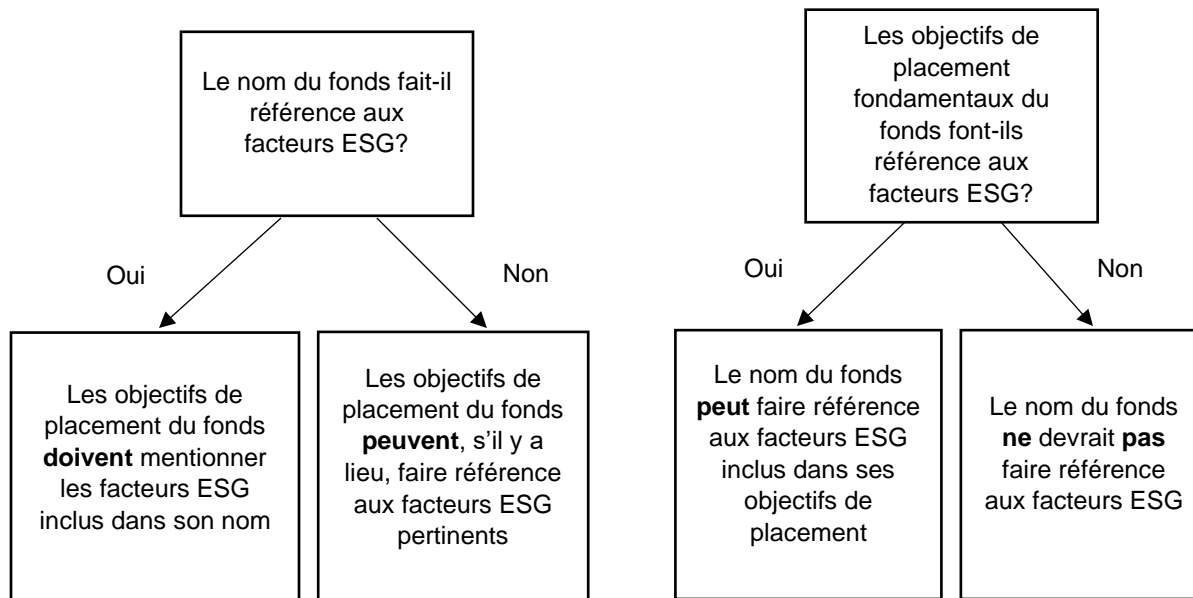 Le nom du fonds fait-il
référence aux
facteurs ESG?
Oui
Non
Les objectifs de
placement du fonds
doivent mentionner
les facteurs ESG
inclus dans son nom
Les objectifs de
placement du fonds
peuvent, s’il y a
lieu, faire référence
aux facteurs ESG
pertinents
Les objectifs de
placement
fondamentaux du
fonds font-ils
référence aux
facteurs ESG?
Oui
Non
Le nom du fonds
peut faire référence
aux facteurs ESG
inclus dans ses
objectifs de
placement
Le nom du fonds
ne devrait pas
faire référence
aux facteurs ESG